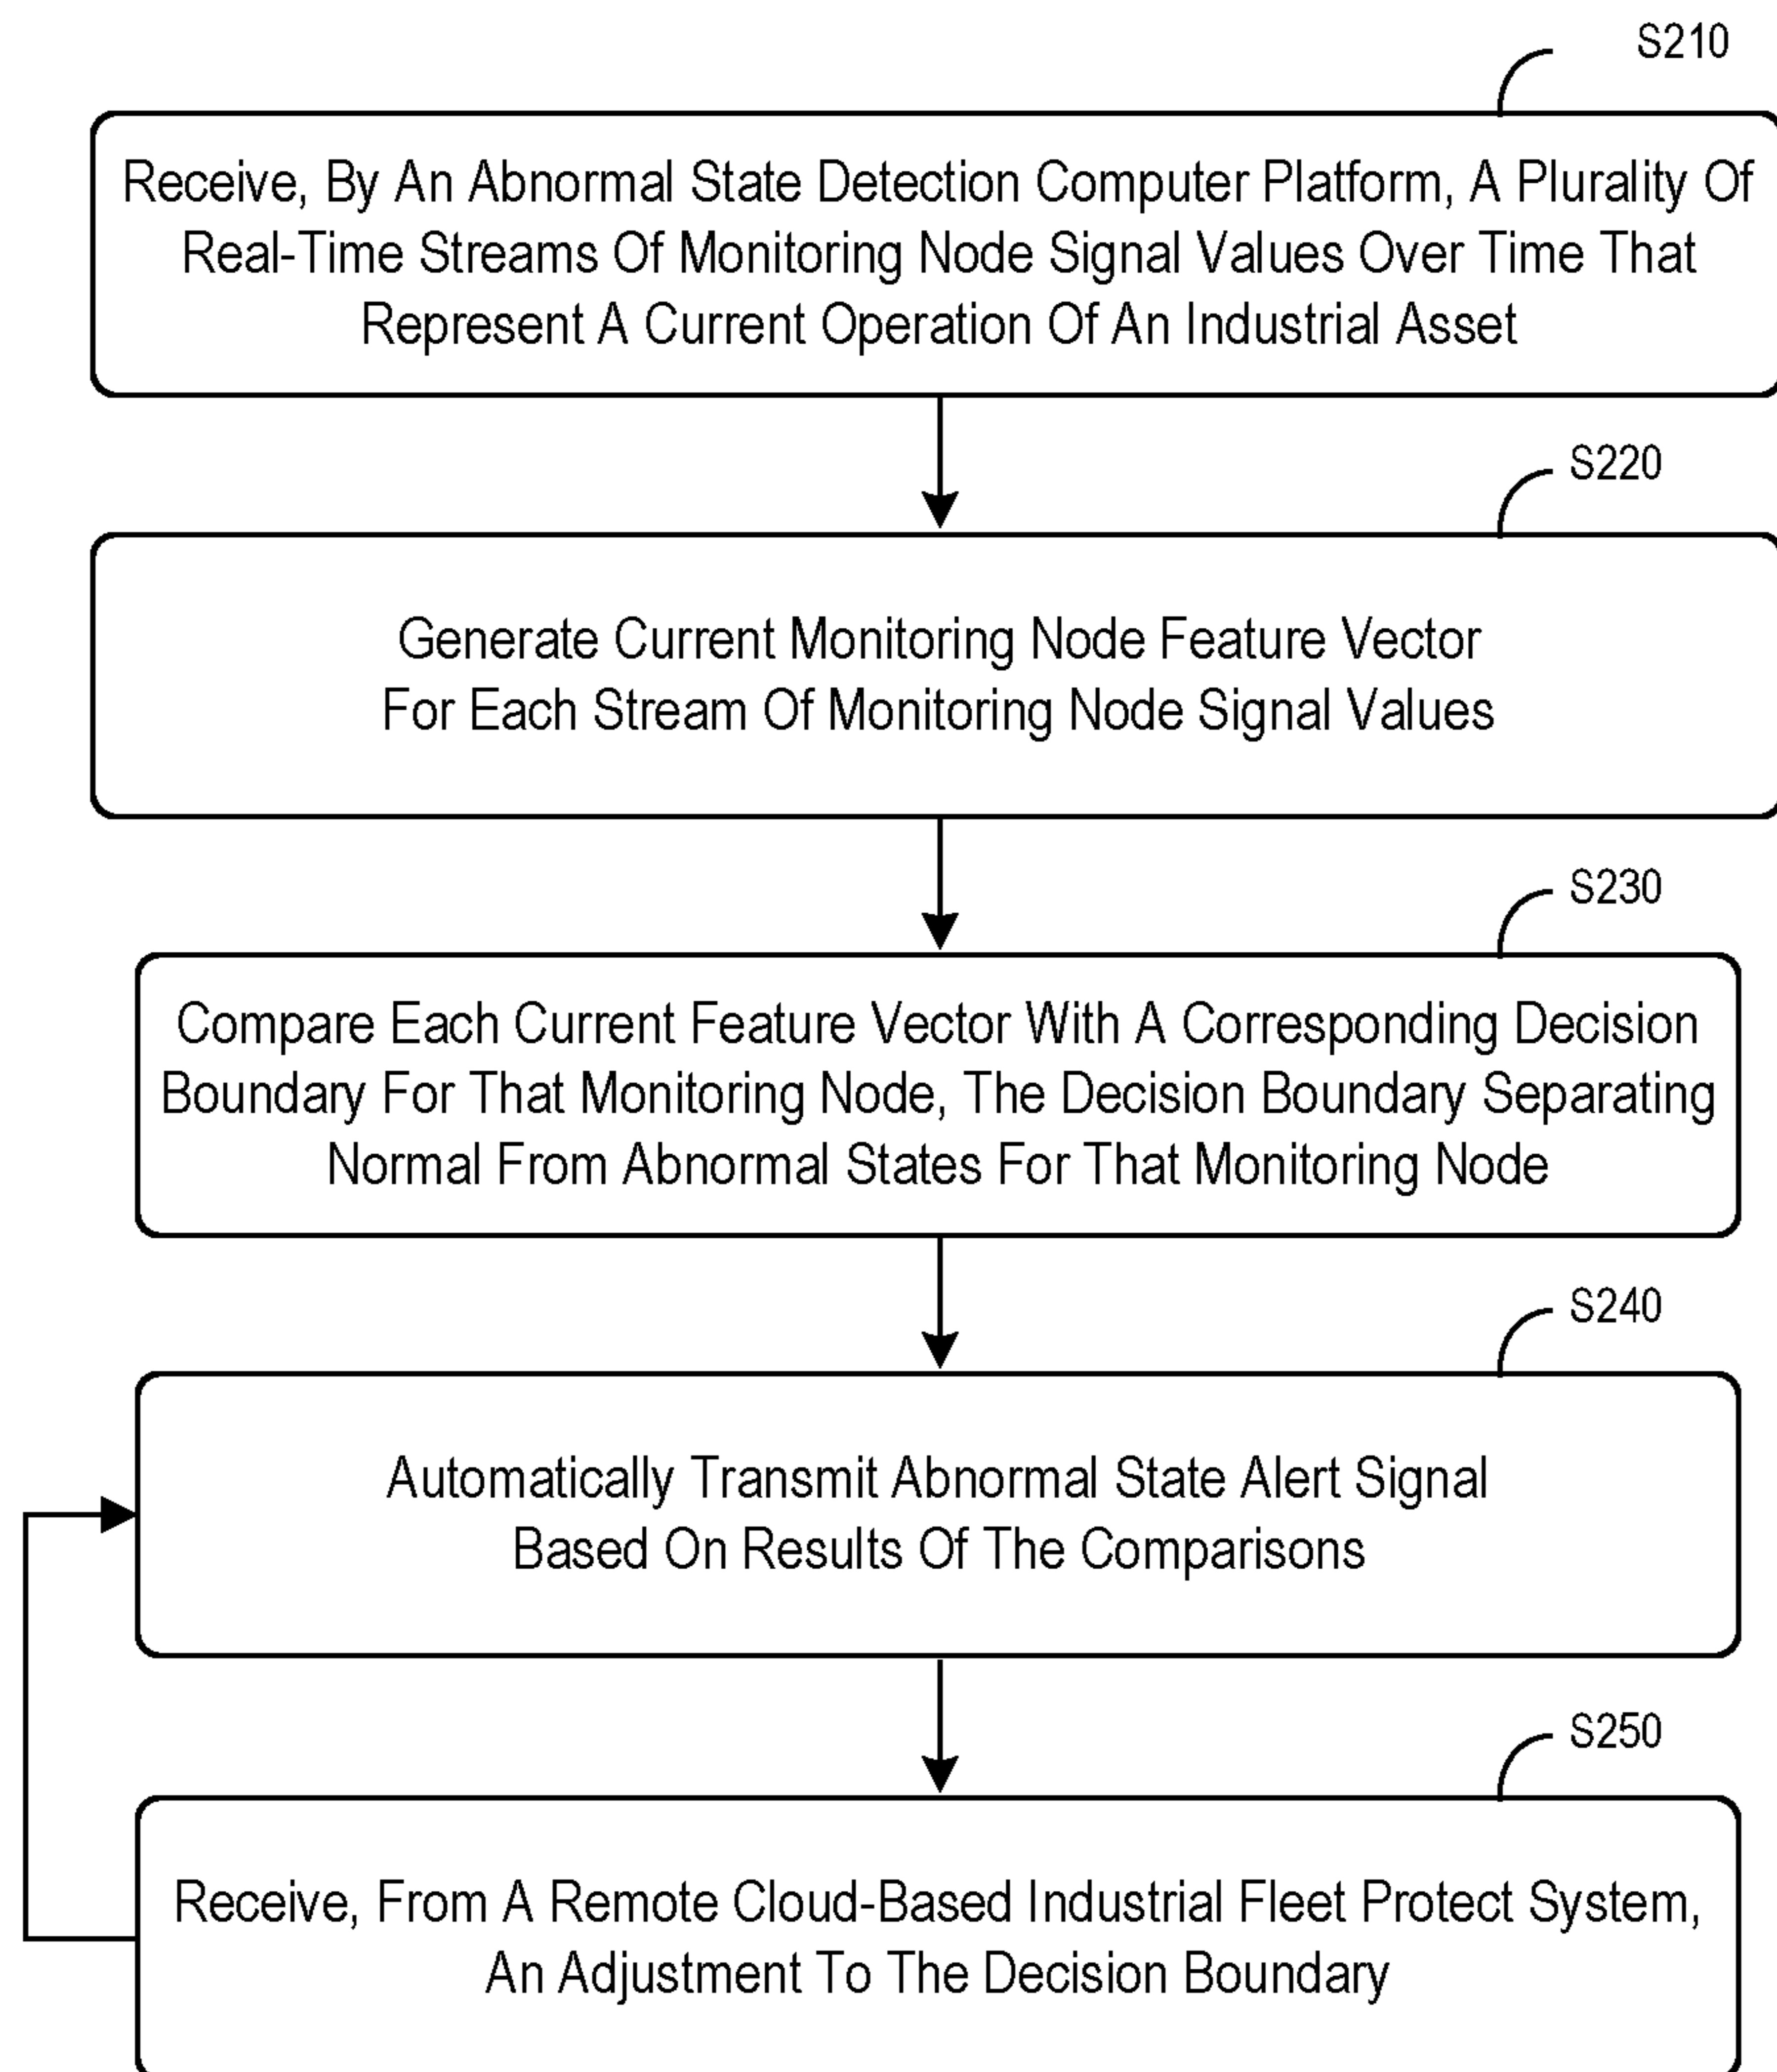 S210
Receive, By An Abnormal State Detection Computer Platform, A Plurality Of
Real-Time Streams Of Monitoring Node Signal Values Over Time That
Represent A Current Operation Of An Industrial Asset
S220
Generate Current Monitoring Node Feature Vector
For Each Stream Of Monitoring Node Signal Values
S230
Compare Each Current Feature Vector With A Corresponding Decision
Boundary For That Monitoring Node, The Decision Boundary Separating
Normal From Abnormal States For That Monitoring Node
S240
Automatically Transmit Abnormal State Alert Signal
Based On Results Of The Comparisons
S250
Receive, From A Remote Cloud-Based Industrial Fleet Protect System,
An Adjustment To The Decision Boundary